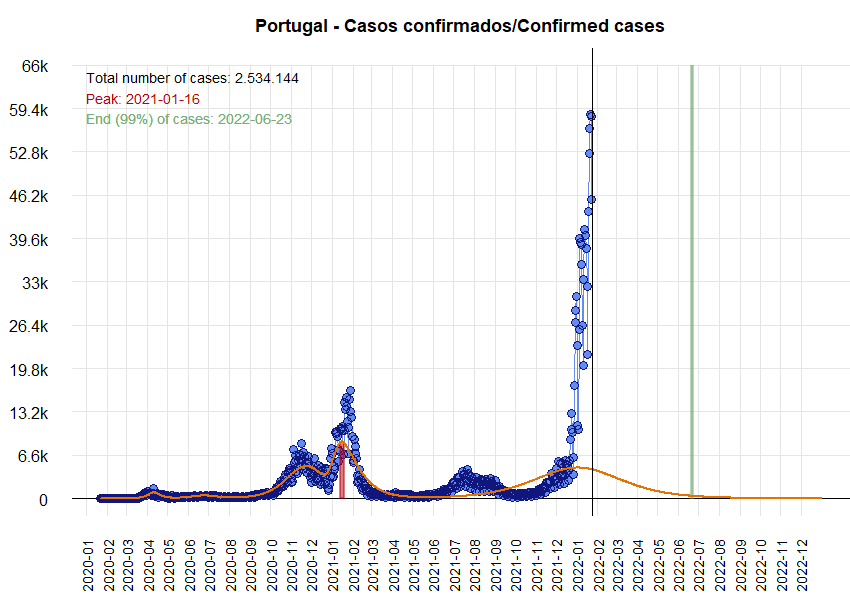 Portugal - Casos confirmados/Confirmed cases
66k
Total number of cases: 2.534.144
Peak: 2021-01-16
59.4k
End (99%) of cases: 2022-06-23
52.8k
46.2k
39.6k
33k
26.4k
19.8k
13.2k
6.6k
0
2020-01
2020-02
2020-03
2020-04
2020-05
2020-06
2020-07
2020-08
2020-09
2020-10
2020-11
2020-12
2021-01
2021-02
2021-03
2021-04
2021-05
2021-06
2021-07
2021-08
2021-09
2021-10
2021-11
2021-12
2022-01
2022-02
2022-03
2022-04
2022-05
2022-06
2022-07
2022-08
2022-09
2022-10
2022-11
2022-12